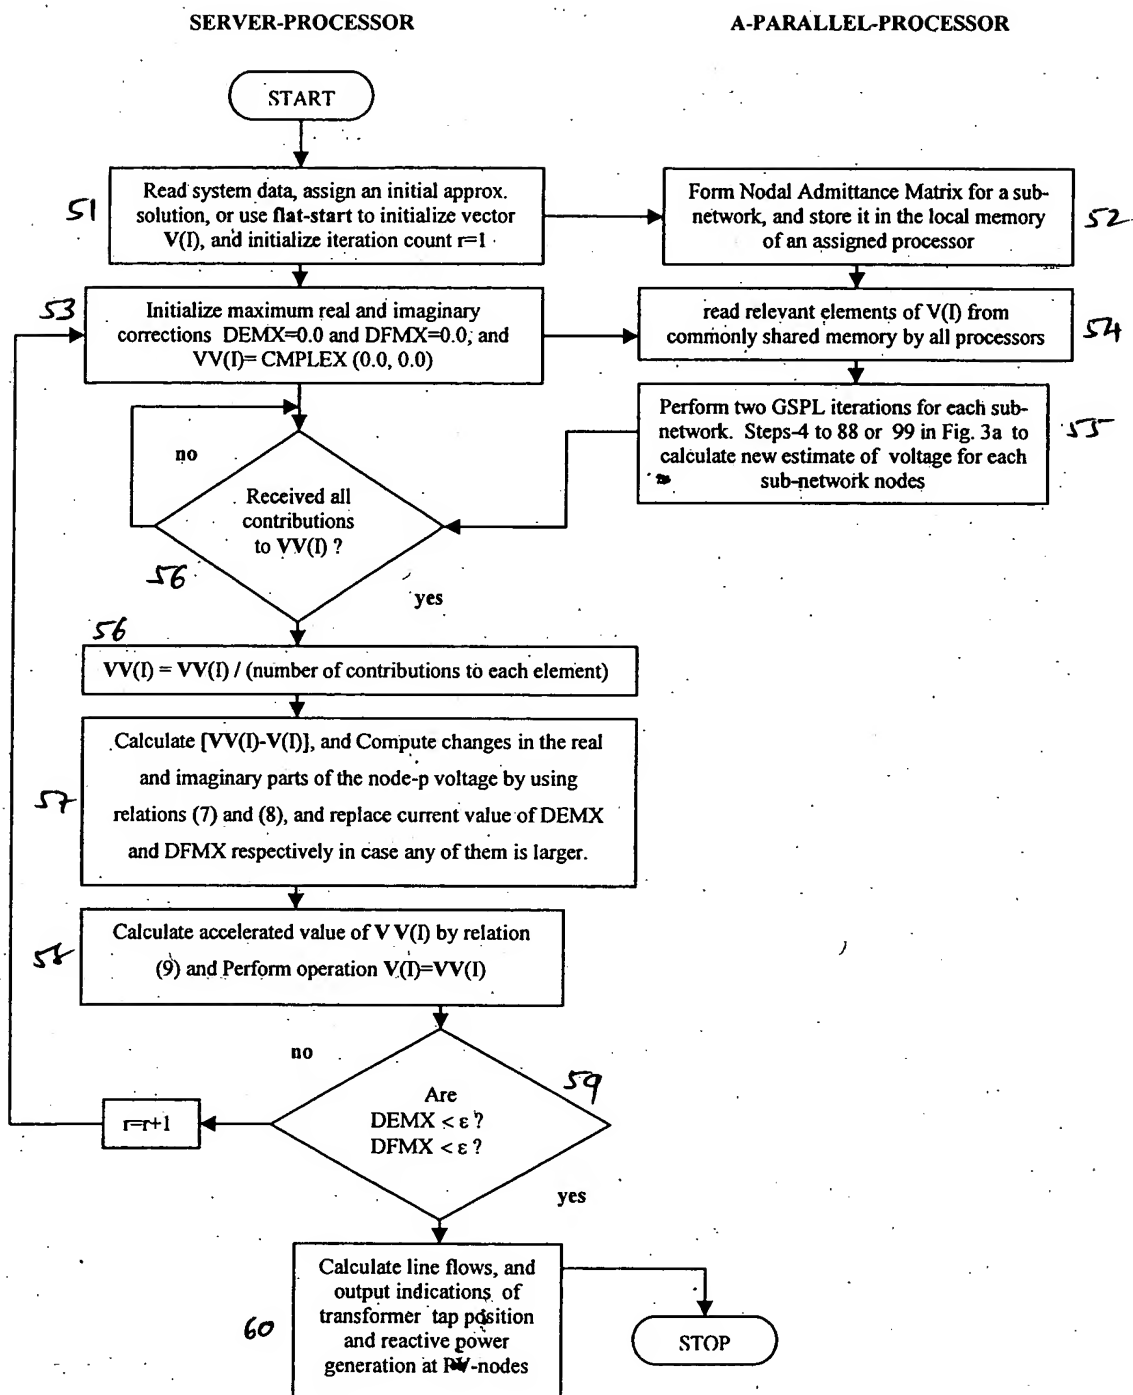 SERVER-PROCESSOR
A-PARALLEL-PROCESSOR
START
51
Read system data, assign an initial approx.
solution, or use flat-start to initialize vector
V(I), and initialize iteration count r=1
Form Nodal Admittance Matrix for a sub-
network, and store it in the local memory
of an assigned processor
52
53
Initialize maximum real and imaginary
corrections DEMX=0.0 and DFMX=0.0, and
VV(I)= CMPLEX (0.0, 0.0)
read relevant elements of V(I) from
commonly shared memory by all processors
54
Perform two GSPL iterations for each sub-
network. Steps-4 to 88 or 99 in Fig. 3a to
calculate new estimate of voltage for each
sub-network nodes
55
no
Received all
contributions
to VV(I) ?
56
yes
56
VV(I) = VV(I) / (number of contributions to each element)
57
Calculate [VV(I)-V(I)], and Compute changes in the real
and imaginary parts of the node-p voltage by using
relations (7) and (8), and replace current value of DEMX
and DFMX respectively in case any of them is larger.
58
Calculate accelerated value of V V(I) by relation
(9) and Perform operation V(I)=VV(I)
no
Are
DEMX < ε ?
DFMX < ε ?
59
r=r+1
yes
60
Calculate line flows, and
output indications of
transformer tap position
and reactive power
generation at PV-nodes
STOP